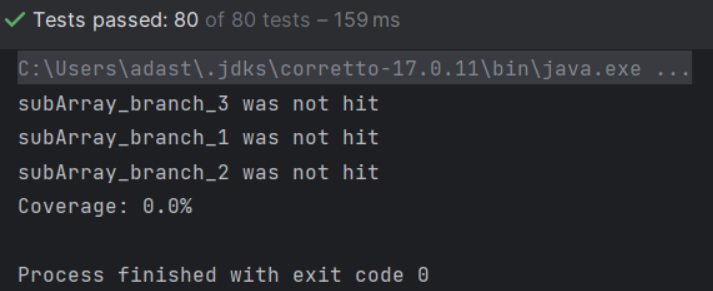 Tests passed: 80 of 80 tests – 159 ms
C:\Users\adast\.jdks\corretto-17.0.11\bin\java.exe ...
subArray_branch_3 was not hit
subArray_branch_1 was not hit
subArray_branch_2 was not hit
Coverage: 0.0%
Process finished with exit code 0